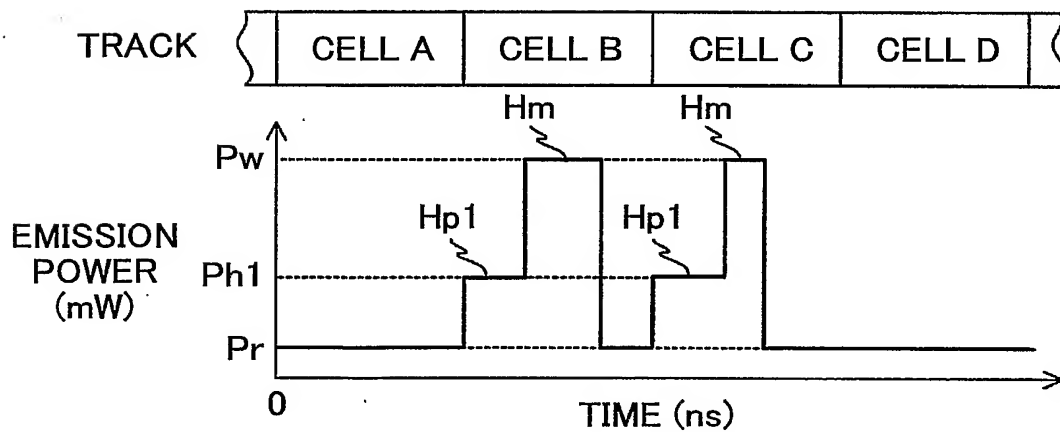 TRACK CELL A CELL B CELL C CELL D
Hm Hm
Pw
Hp1 Hp1
EMISSION
POWER
(mW)
Ph1
Pr
0
TIME (ns)